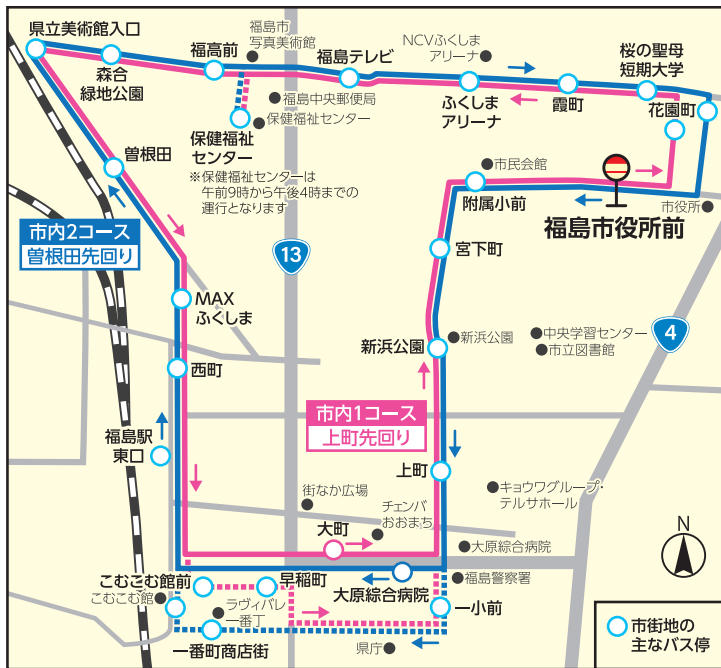 県立美術館入口
森合
緑地公園
福高前
福島市
写真美術館
福島テレビ
NCVふくしま
アリーナ
ふくしま
アリーナ
霞町
桜の聖母
短期大学
花園町
福島中央郵便局
保健福祉センター
保健福祉
センター
※保健福祉センターは
午前9時から午後4時までの
運行となります
曽根田
市民会館
附属小前
市役所
福島市役所前
市内2コース
曽根田先回り
13
宮下町
MAX
ふくしま
新浜公園
新浜公園
中央学習センター
市立図書館
4
西町
市内1コース
上町先回り
福島駅
東口
上町
街なか広場
チェンバ
おおまち
キョウワグループ・
テルサホール
大町
大原綜合病院
N
こむこむ館前
こむこむ館
早稲町
大原綜合病院
福島警察署
ラヴィバレ
一番丁
一小前
一番町商店街
県庁
市街地の
主なバス停